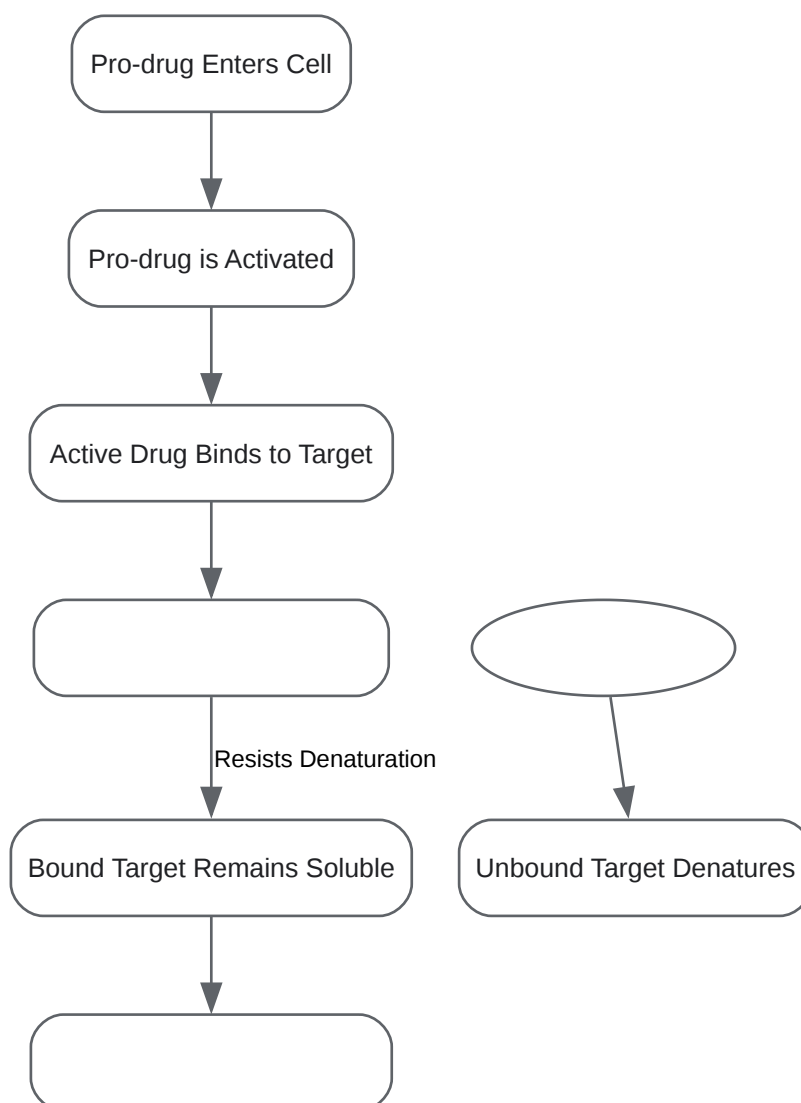 Pro-drug Enters Cell
Pro-drug is Activated
Active Drug Binds to Target
Resists Denaturation
Bound Target Remains Soluble
Unbound Target Denatures